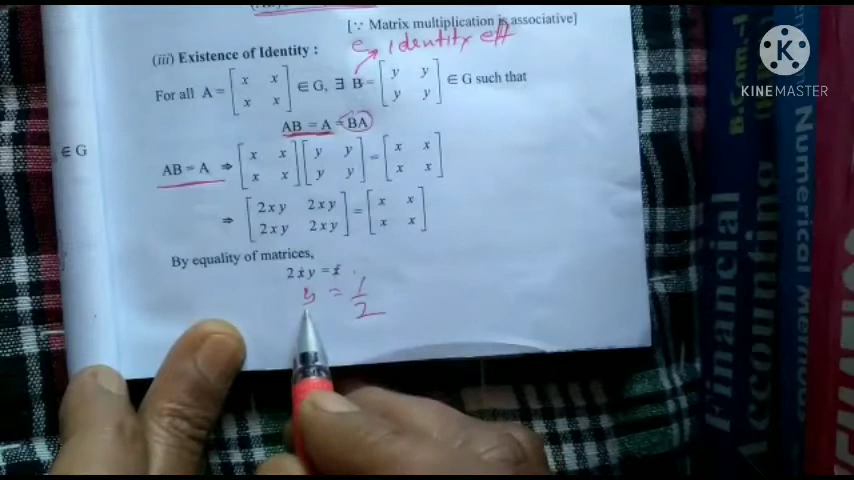 [∵ Matrix multiplication is associative]
e, identity elt
(iii) Existence of Identity :
For all A = [x x x x] ∈ G, ∃ B = [y y y y] ∈ G such that
AB = A = BA
∈ G
AB = A ⇒ [x x x x] [y y y y] = [x x x x]
⇒ [2xy 2xy 2xy 2xy] = [x x x x]
By equality of matrices,
2xy = x
y = 1/2
KINEMASTER
B.Com.-I
Financial
Accounting
Numerical Methods